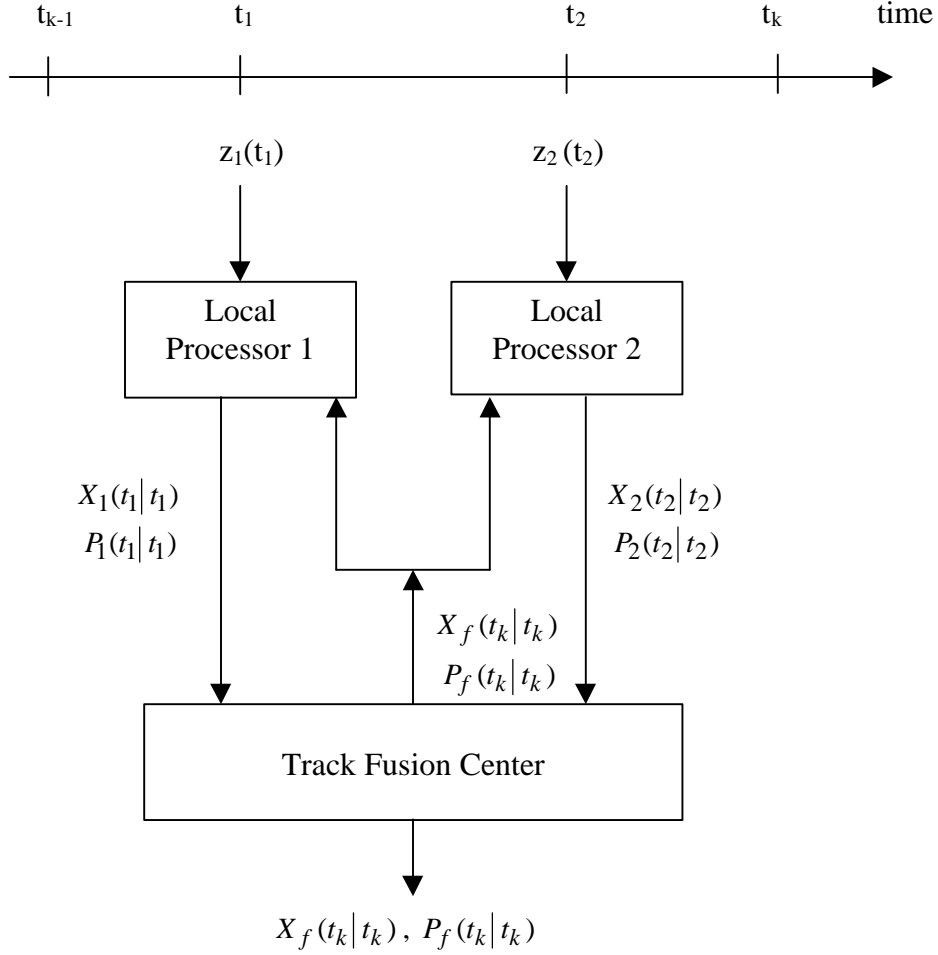 t_{k-1} t_1 t_2 t_k time
z_1(t_1) z_2(t_2)
Local Processor 1
Local Processor 2
X_1(t_1|t_1)
P_1(t_1|t_1)
X_2(t_2|t_2)
P_2(t_2|t_2)
X_f(t_k|t_k)
P_f(t_k|t_k)
Track Fusion Center
X_f(t_k|t_k) , P_f(t_k|t_k)